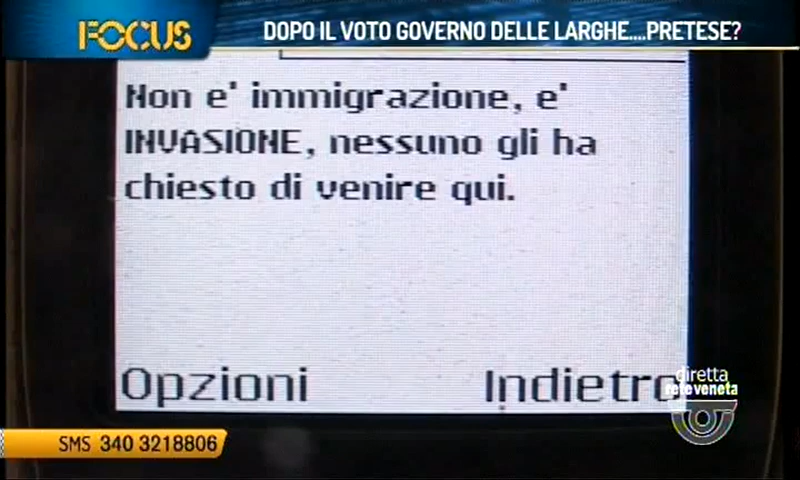 FOCUS
DOPO IL VOTO GOVERNO DELLE LARGHE....PRETESE?
Non e' immigrazione, e'
INVASIONE, nessuno gli ha
chiesto di venire qui.
Opzioni Indietro
diretta
reteveneta
SMS 340 3218806